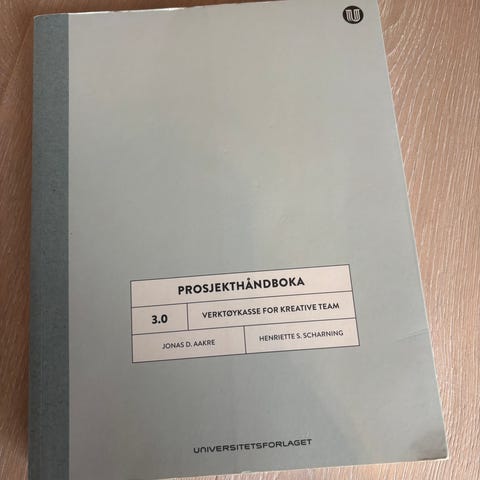 U
PROSJEKTHÅNDBOKA
3.0
VERKTØYKASSE FOR KREATIVE TEAM
JONAS D. AAKRE
HENRIETTE S. SCHARNING
UNIVERSITETSFORLAGET